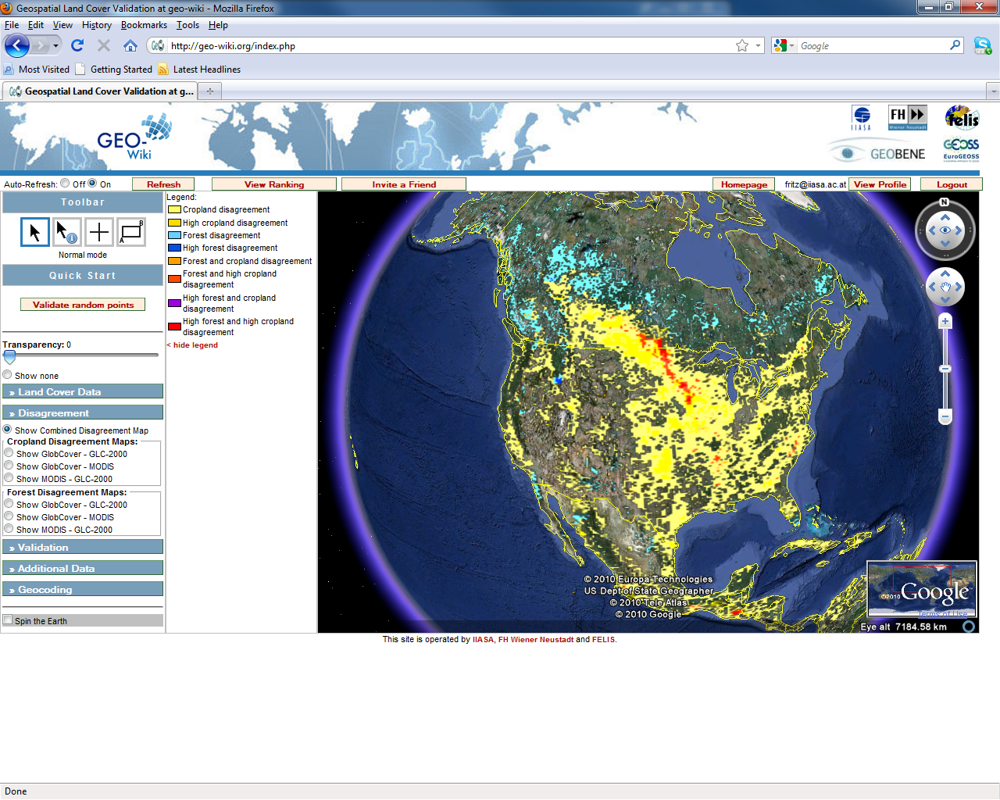 Geospatial Land Cover Validation at geo-wiki - Mozilla Firefox
File Edit View History Bookmarks Tools Help
http://geo-wiki.org/index.php
Google
Most Visited Getting Started Latest Headlines
Geospatial Land Cover Validation at g...
GEO-
Wiki
IIASA
FH
Wiener Neustadt
felis
GEOBENE
GEOSS
EuroGEOSS
Auto-Refresh: Off On Refresh View Ranking Invite a Friend Homepage fritz@iiasa.ac.at View Profile Logout
Toolbar
Normal mode
Quick Start
Validate random points
Transparency: 0
Show none
» Land Cover Data
» Disagreement
Show Combined Disagreement Map
Cropland Disagreement Maps:
Show GlobCover - GLC-2000
Show GlobCover - MODIS
Show MODIS - GLC-2000
Forest Disagreement Maps:
Show GlobCover - GLC-2000
Show GlobCover - MODIS
Show MODIS - GLC-2000
» Validation
» Additional Data
» Geocoding
Spin the Earth
Legend:
Cropland disagreement
High cropland disagreement
Forest disagreement
High forest disagreement
Forest and cropland disagreement
Forest and high cropland
disagreement
High forest and cropland
disagreement
High forest and high cropland
disagreement
< hide legend
N
© 2010 Europa Technologies
US Dept of State Geographer
© 2010 Tele Atlas
© 2010 Google
©2010 Google
Terms of Use
Eye alt 7184.58 km
This site is operated by IIASA, FH Wiener Neustadt and FELIS.
Done